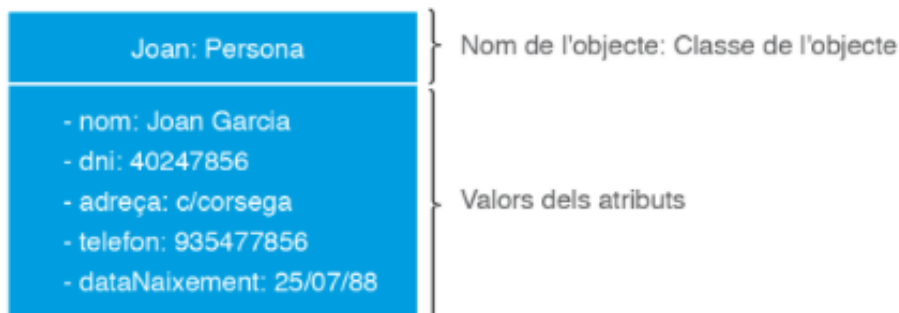 Joan: Persona
Nom de l'objecte: Classe de l'objecte
- nom: Joan Garcia
- dni: 40247856
- adreça: c/corsega
- telefon: 935477856
- dataNaixement: 25/07/88
Valors dels atributs